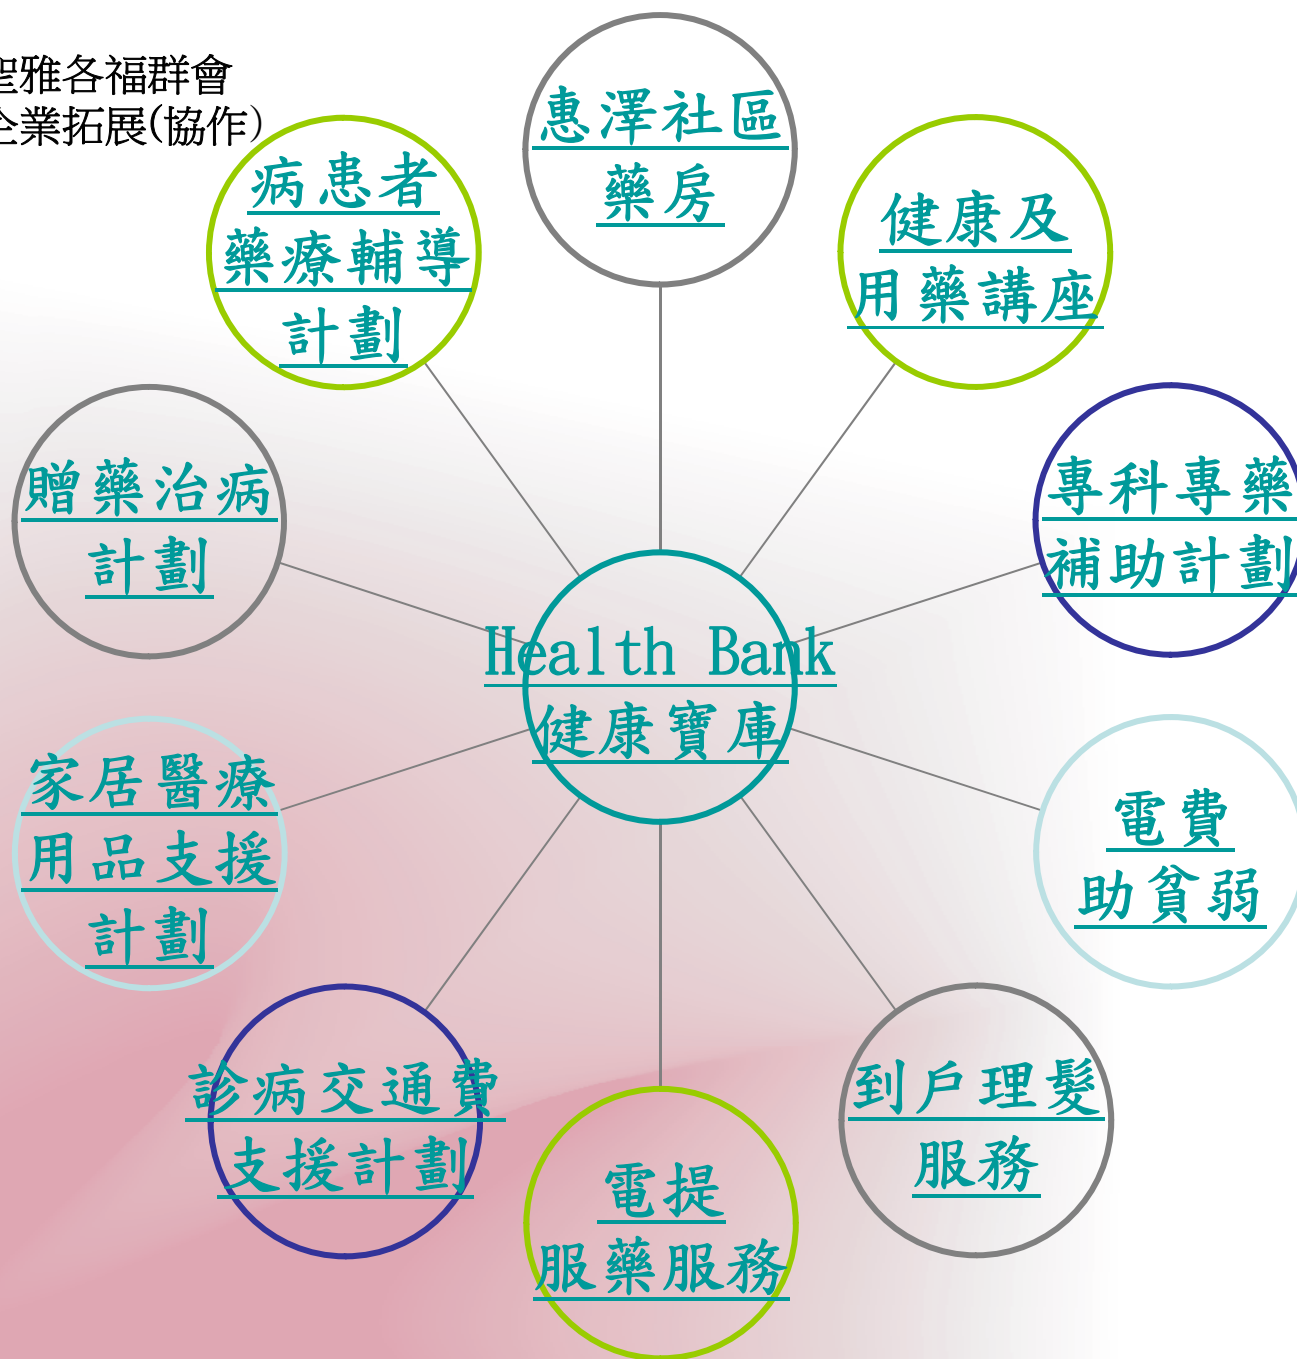 聖雅各福群會
企業拓展(協作)
惠澤社區
藥房
健康及
用藥講座
專科專藥
補助計劃
電費
助貧弱
到戶理髮
服務
電提
服藥服務
診病交通費
支援計劃
家居醫療
用品支援
計劃
贈藥治病
計劃
病患者
藥療輔導
計劃
Health Bank
健康寶庫